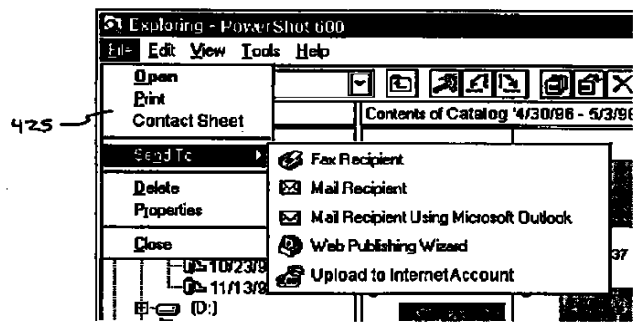 Exploring - PowerShot 600
File Edit View Tools Help
Open
Print
Contact Sheet
Contents of Catalog '4/30/96 - 5/3/96
425
Send To
Fax Recipient
Mail Recipient
Delete
Properties
Mail Recipient Using Microsoft Outlook
Close
Web Publishing Wizard
37
10/23/9
Upload to Internet Account
11/13/9
(D:)